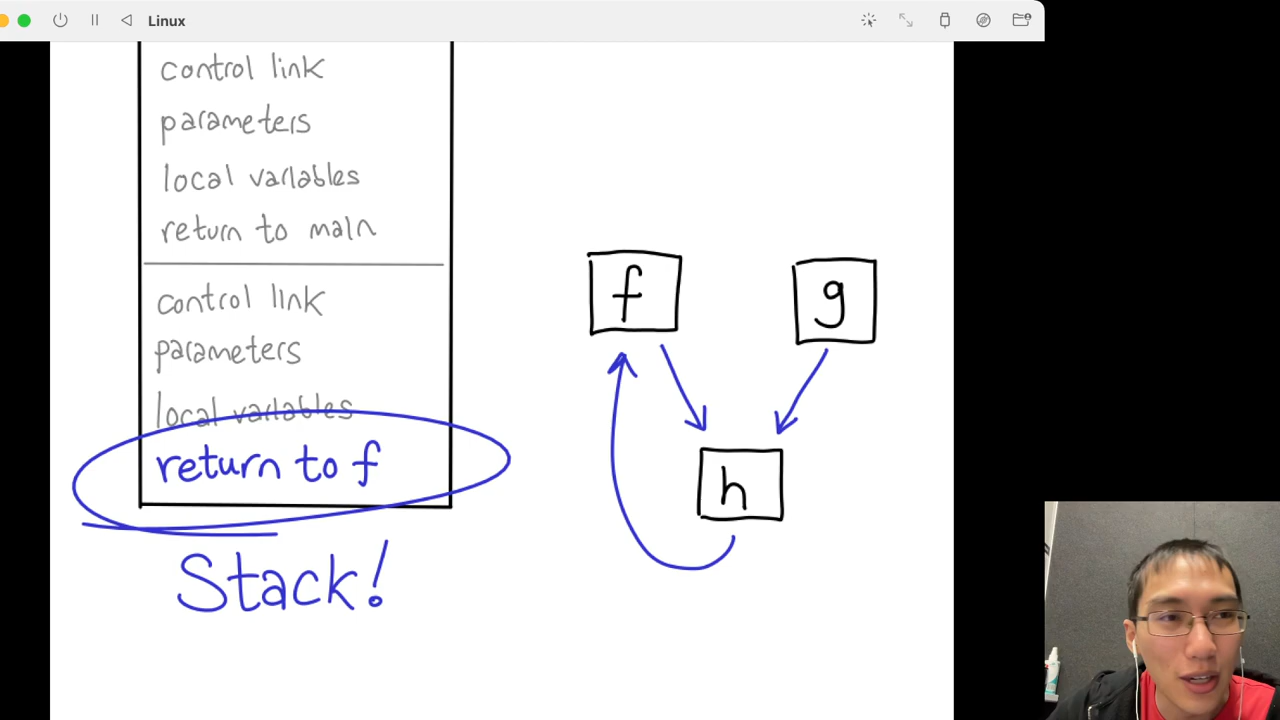 Linux
control link
parameters
local variables
return to main
control link
parameters
local variables
return to f
Stack!
f
g
h